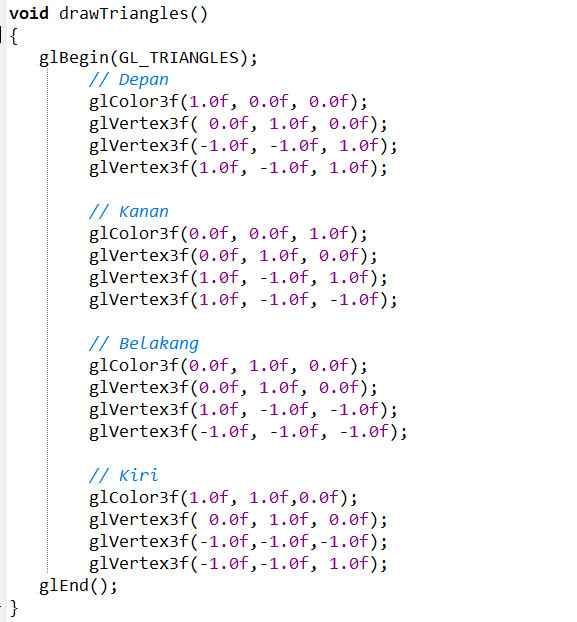 void drawTriangles()
{
glBegin(GL_TRIANGLES);
// Depan
glColor3f(1.0f, 0.0f, 0.0f);
glVertex3f( 0.0f, 1.0f, 0.0f);
glVertex3f(-1.0f, -1.0f, 1.0f);
glVertex3f(1.0f, -1.0f, 1.0f);
// Kanan
glColor3f(0.0f, 0.0f, 1.0f);
glVertex3f(0.0f, 1.0f, 0.0f);
glVertex3f(1.0f, -1.0f, 1.0f);
glVertex3f(1.0f, -1.0f, -1.0f);
// Belakang
glColor3f(0.0f, 1.0f, 0.0f);
glVertex3f(0.0f, 1.0f, 0.0f);
glVertex3f(1.0f, -1.0f, -1.0f);
glVertex3f(-1.0f, -1.0f, -1.0f);
// Kiri
glColor3f(1.0f, 1.0f,0.0f);
glVertex3f( 0.0f, 1.0f, 0.0f);
glVertex3f(-1.0f,-1.0f,-1.0f);
glVertex3f(-1.0f,-1.0f, 1.0f);
glEnd();
}